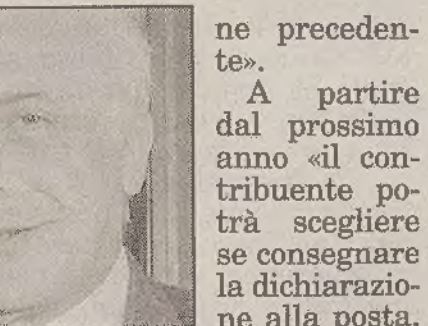 ne preceden-
te».
A partire
dal prossimo
anno «il con-
tribuente po-
trà scegliere
se consegnare
la dichiarazio-
ne alla posta,